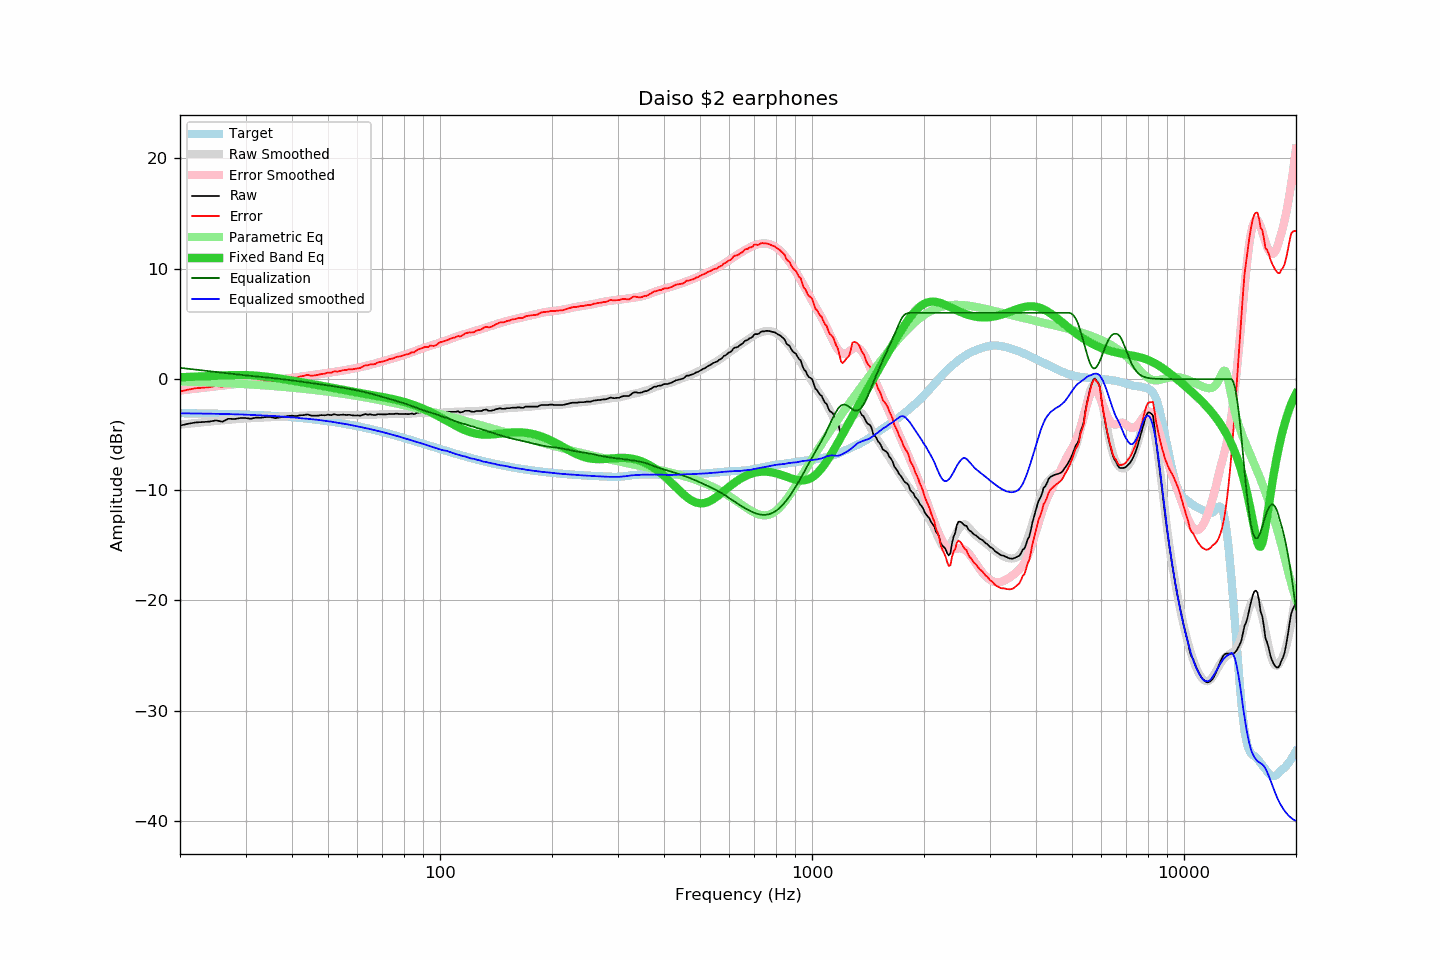 Daiso $2 earphones
Target
Raw Smoothed
Error Smoothed
Raw
Error
Parametric Eq
Fixed Band Eq
Equalization
Equalized smoothed
Amplitude (dBr)
20
10
0
−10
−20
−30
−40
100
1000
10000
Frequency (Hz)